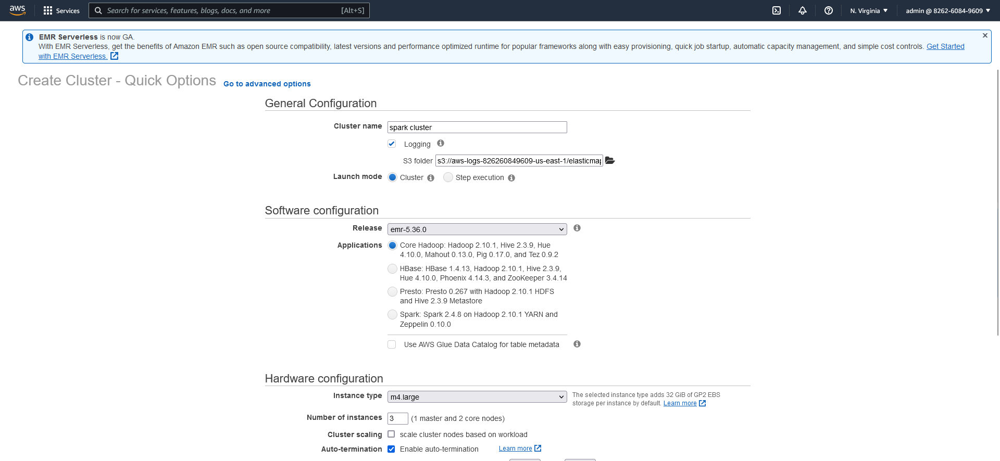 aws
Services
Search for services, features, blogs, docs, and more
[Alt+S]
N. Virginia ▼
admin @ 8262-6084-9609 ▼
EMR Serverless is now GA.
x
With EMR Serverless, get the benefits of Amazon EMR such as open source compatibility, latest versions and performance optimized runtime for popular frameworks along with easy provisioning, quick job startup, automatic capacity management, and simple cost controls. Get Started
with EMR Serverless.
Create Cluster - Quick Options Go to advanced options
General Configuration
Cluster name spark cluster
Logging
S3 folder s3://aws-logs-826260849609-us-east-1/elasticmap
Launch mode Cluster Step execution
Software configuration
Release emr-5.36.0
Applications Core Hadoop: Hadoop 2.10.1, Hive 2.3.9, Hue
4.10.0, Mahout 0.13.0, Pig 0.17.0, and Tez 0.9.2
HBase: HBase 1.4.13, Hadoop 2.10.1, Hive 2.3.9,
Hue 4.10.0, Phoenix 4.14.3, and ZooKeeper 3.4.14
Presto: Presto 0.267 with Hadoop 2.10.1 HDFS
and Hive 2.3.9 Metastore
Spark: Spark 2.4.8 on Hadoop 2.10.1 YARN and
Zeppelin 0.10.0
Use AWS Glue Data Catalog for table metadata
Hardware configuration
Instance type m4.large
The selected instance type adds 32 GiB of GP2 EBS
storage per instance by default. Learn more
Number of instances 3 (1 master and 2 core nodes)
Cluster scaling scale cluster nodes based on workload
Auto-termination Enable auto-termination Learn more